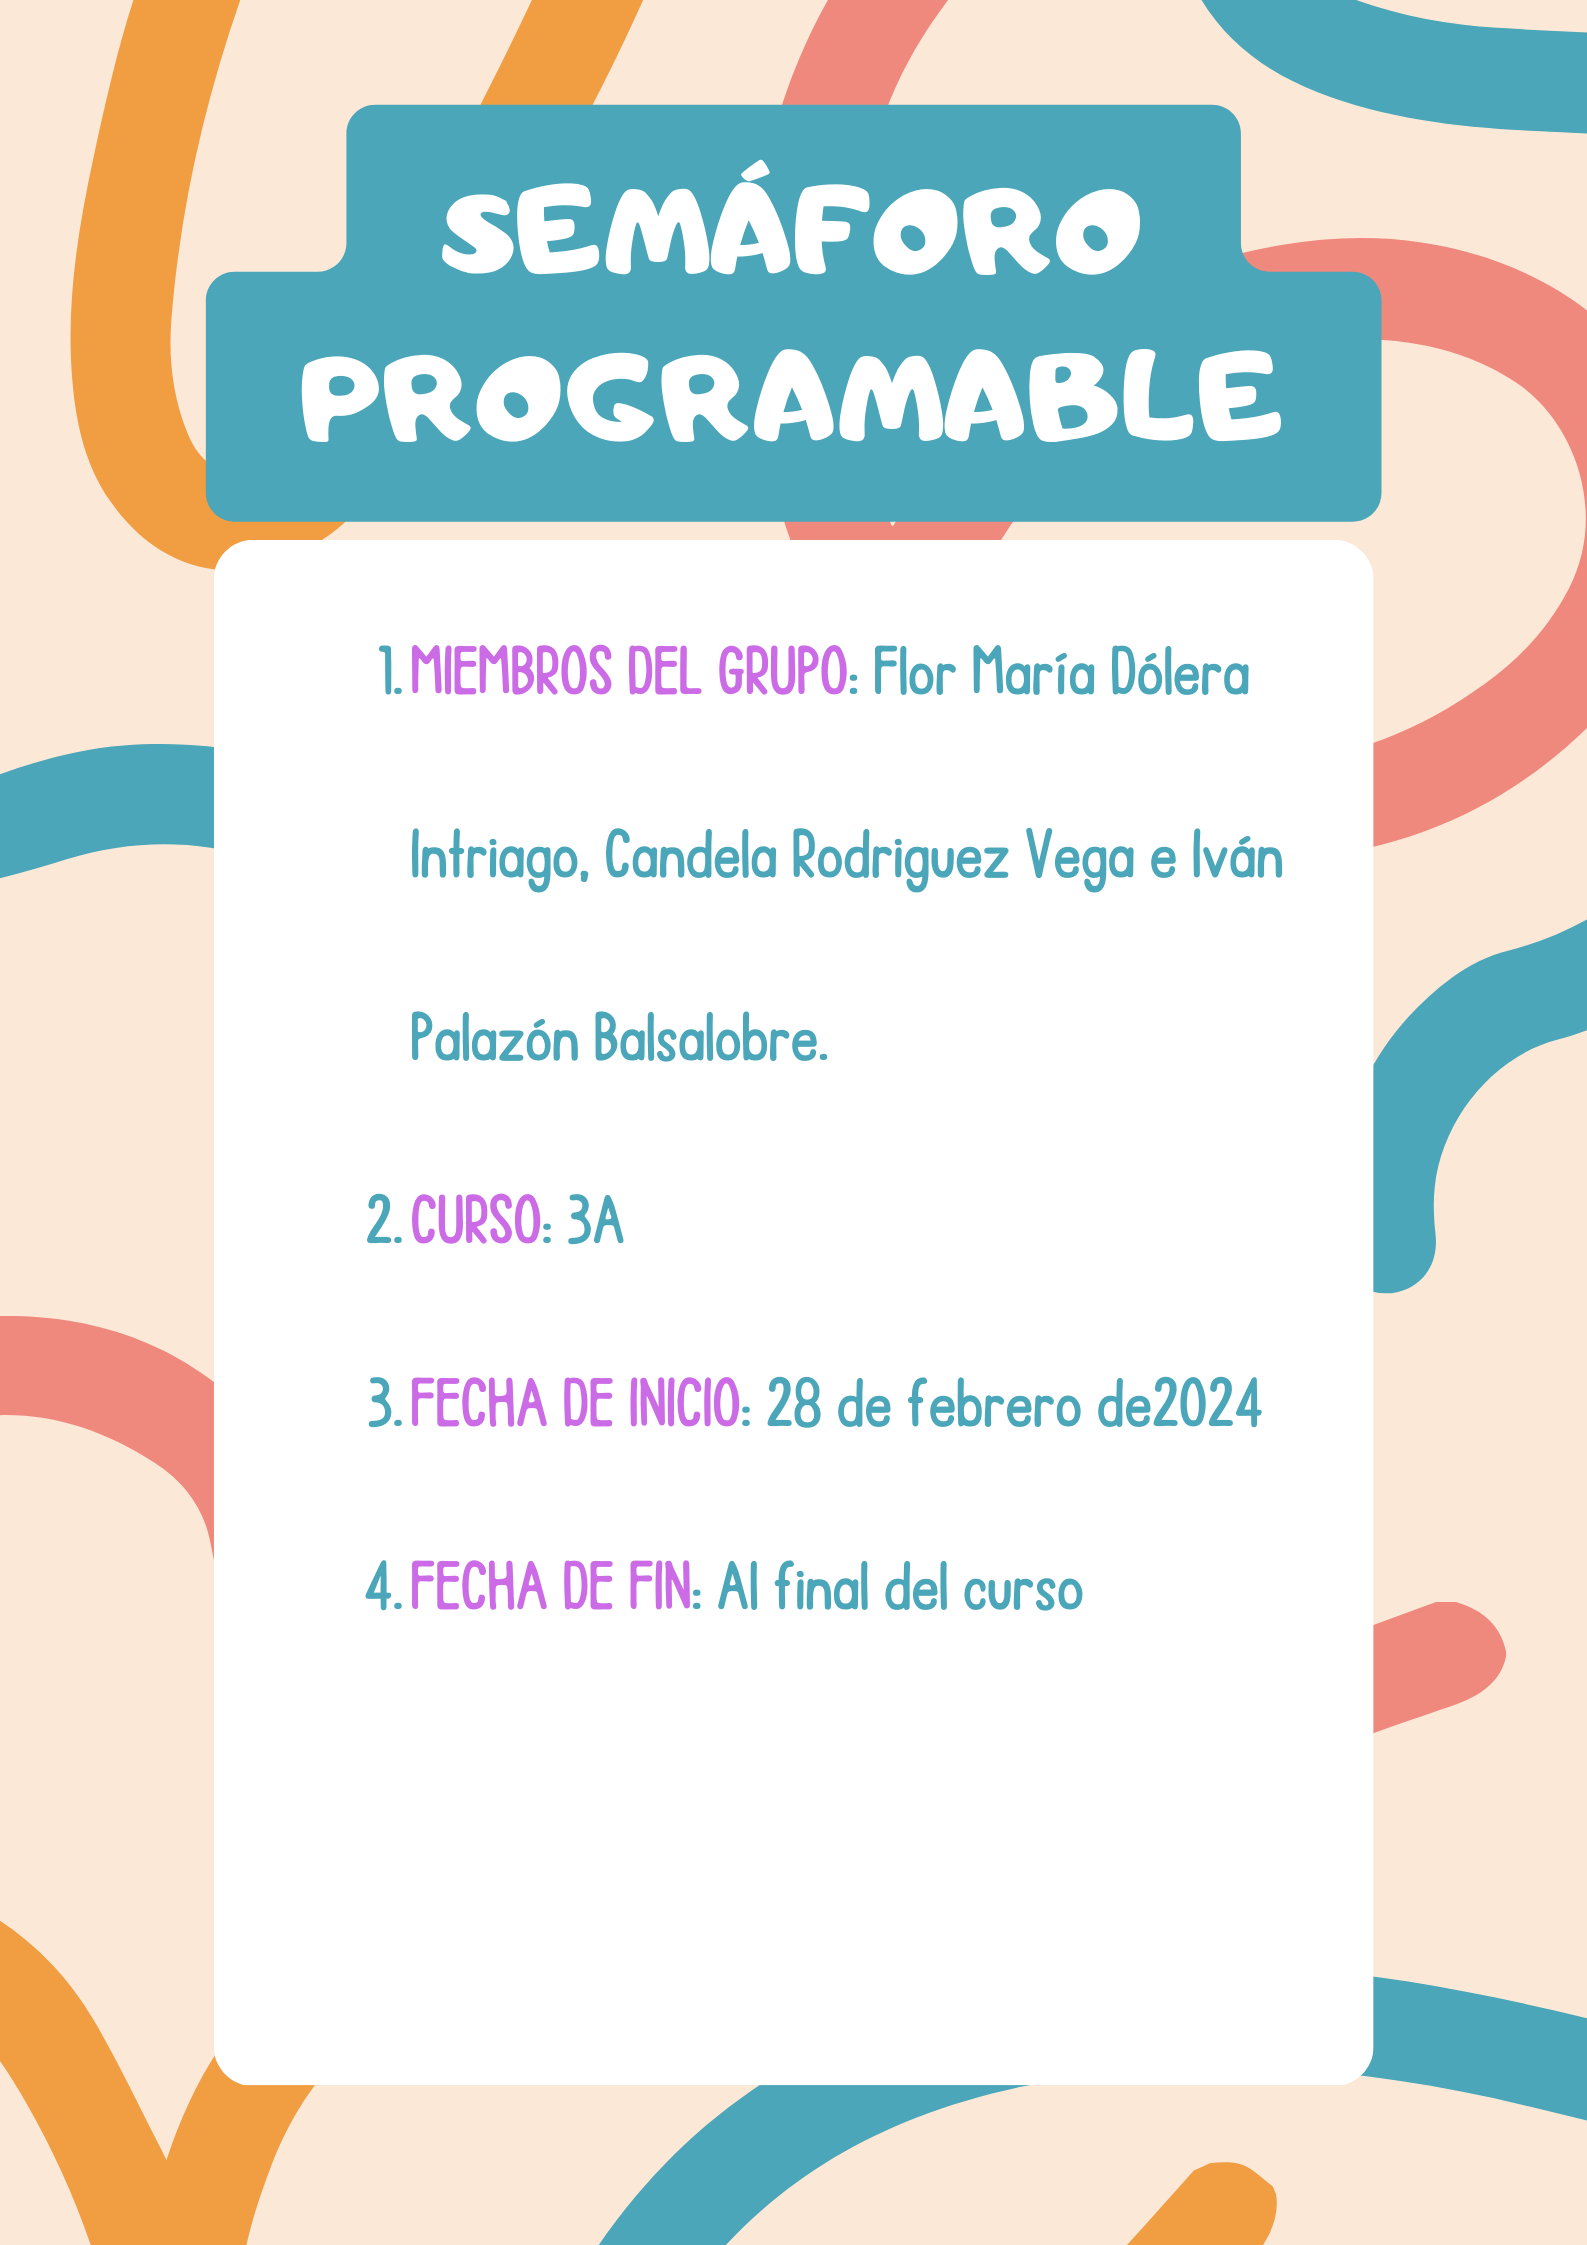 SEMÁFORO
PROGRAMABLE
1. MIEMBROS DEL GRUPO: Flor María Dólera
Intriago, Candela Rodriguez Vega e Iván
Palazón Balsalobre.
2. CURSO: 3A
3. FECHA DE INICIO: 28 de febrero de2024
4. FECHA DE FIN: Al final del curso